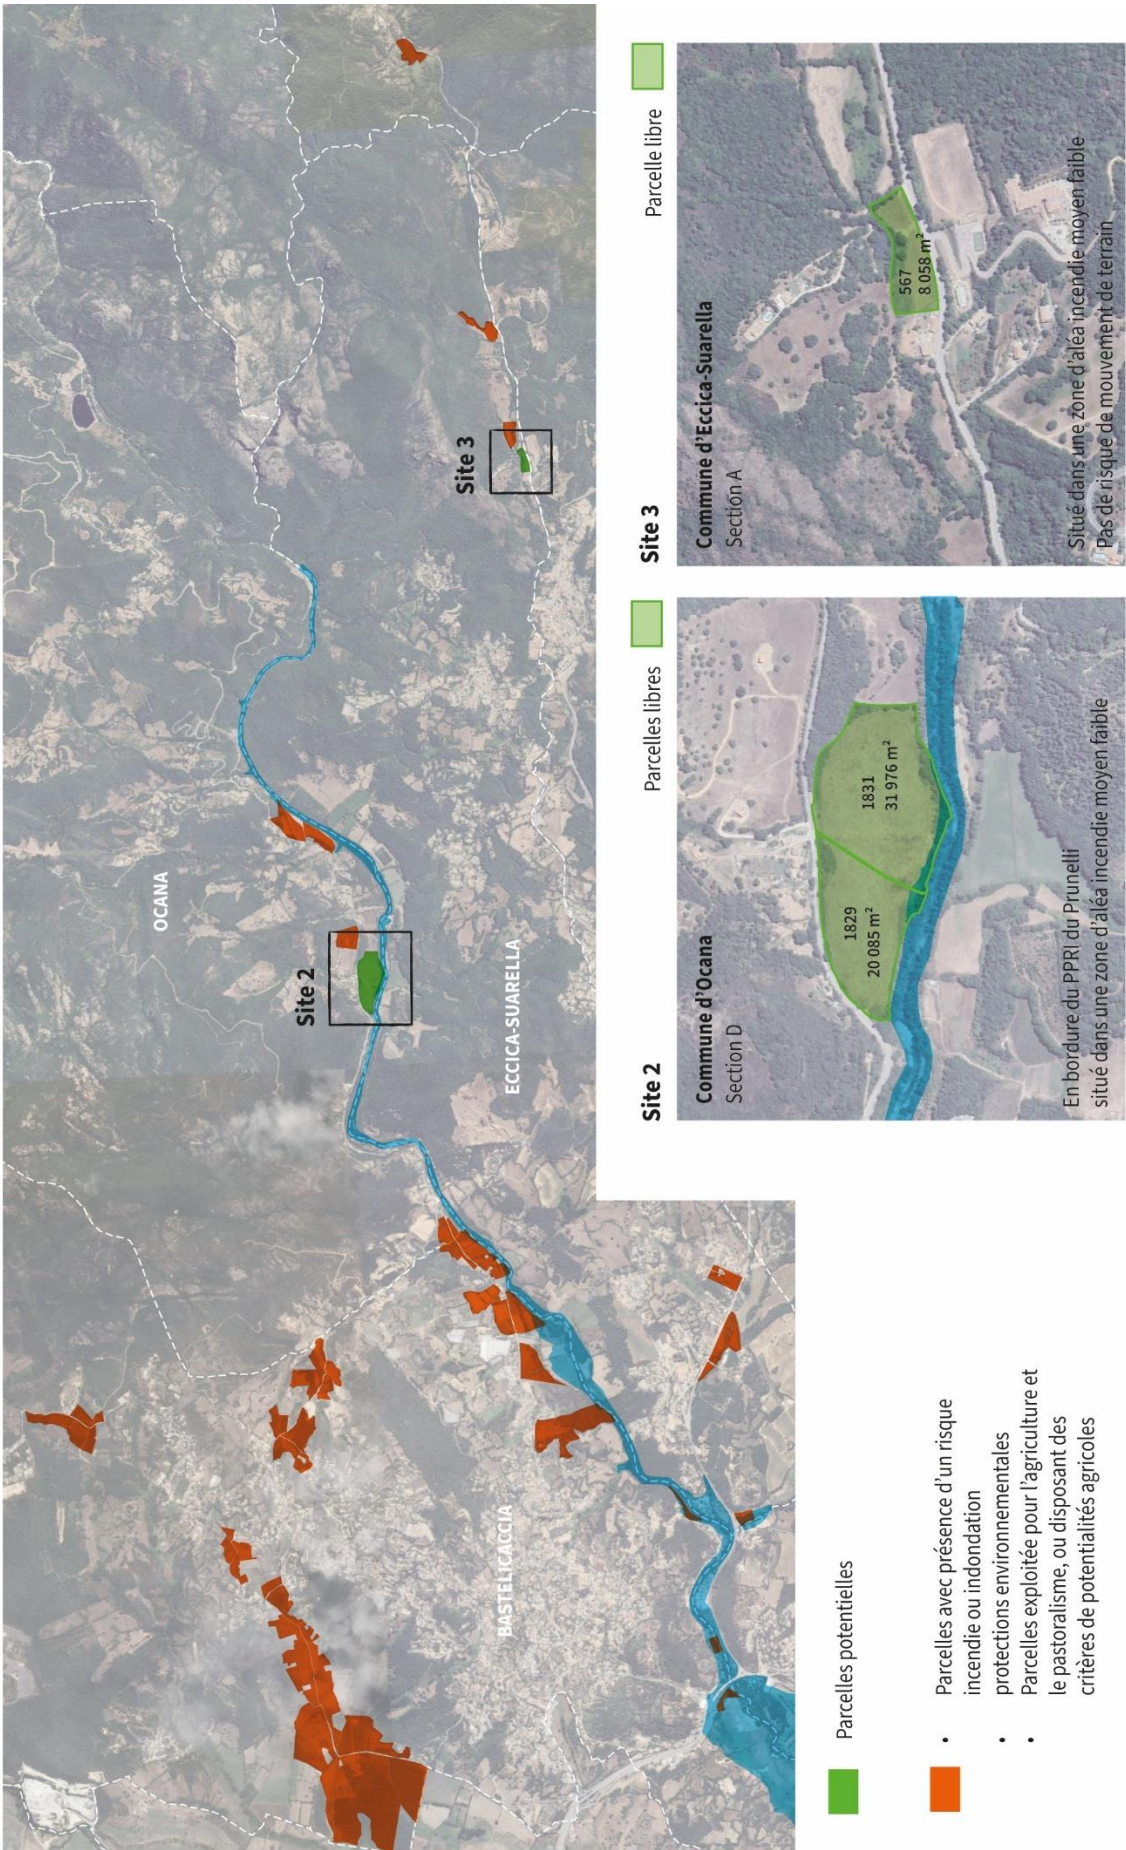 OCANA
Site 2
Site 3
ECCICA-SUARELLA
BASTELICACCIA
Parcelles potentielles
• Parcelles avec présence d'un risque
incendie ou indondation
• protections environnementales
• Parcelles exploitée pour l'agriculture et
le pastoralisme, ou disposant des
critères de potentialités agricoles
Site 2
Parcelles libres
Commune d'Ocana
Section D
1829
20 085 m²
1831
31 976 m²
En bordure du PPRI du Prunelli
situé dans une zone d'aléa incendie moyen faible
Site 3
Parcelle libre
Commune d'Eccica-Suarella
Section A
567
8 058 m²
Situé dans une zone d'aléa incendie moyen faible
Pas de risque de mouvement de terrain